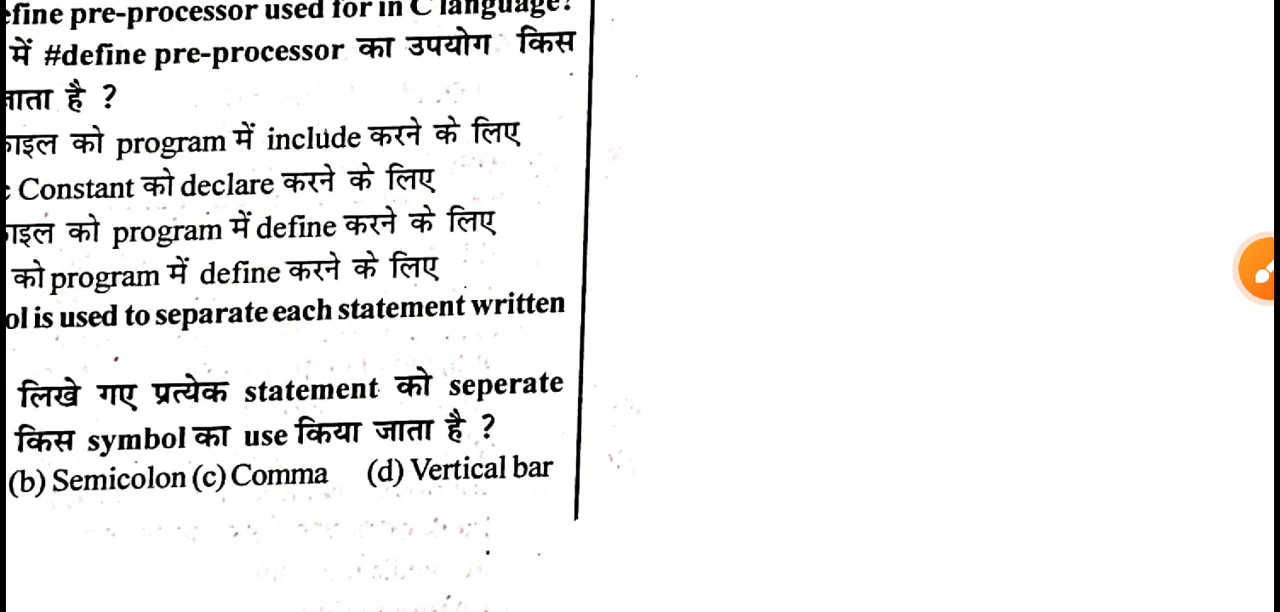 efine pre-processor used for in C language?
में #define pre-processor का उपयोग किस
जाता है ?
फाइल को program में include करने के लिए
Constant को declare करने के लिए
फाइल को program में define करने के लिए
को program में define करने के लिए
ol is used to separate each statement written
लिखे गए प्रत्येक statement को seperate
किस symbol का use किया जाता है ?
(b) Semicolon (c) Comma (d) Vertical bar